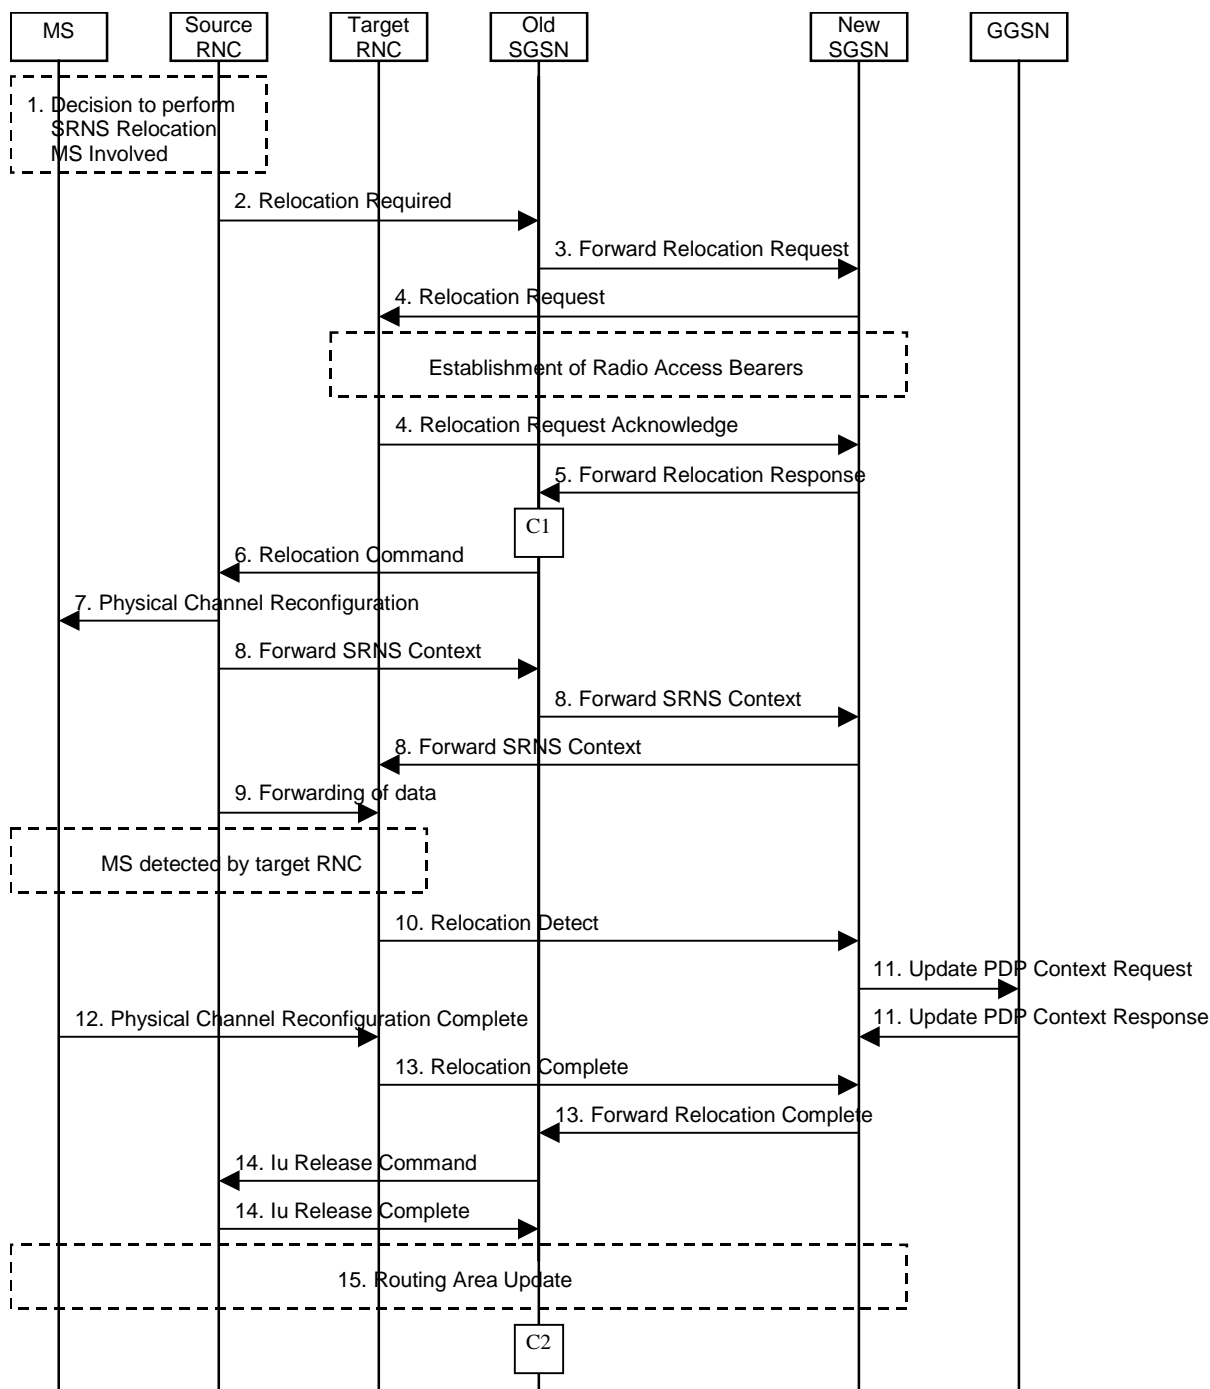 MS
Source
RNC
Target
RNC
Old
SGSN
New
SGSN
GGSN
1. Decision to perform
SRNS Relocation
MS Involved
2. Relocation Required
3. Forward Relocation Request
4. Relocation Request
Establishment of Radio Access Bearers
4. Relocation Request Acknowledge
5. Forward Relocation Response
C1
6. Relocation Command
7. Physical Channel Reconfiguration
8. Forward SRNS Context
8. Forward SRNS Context
8. Forward SRNS Context
9. Forwarding of data
MS detected by target RNC
10. Relocation Detect
11. Update PDP Context Request
12. Physical Channel Reconfiguration Complete
11. Update PDP Context Response
13. Relocation Complete
13. Forward Relocation Complete
14. Iu Release Command
14. Iu Release Complete
15. Routing Area Update
C2